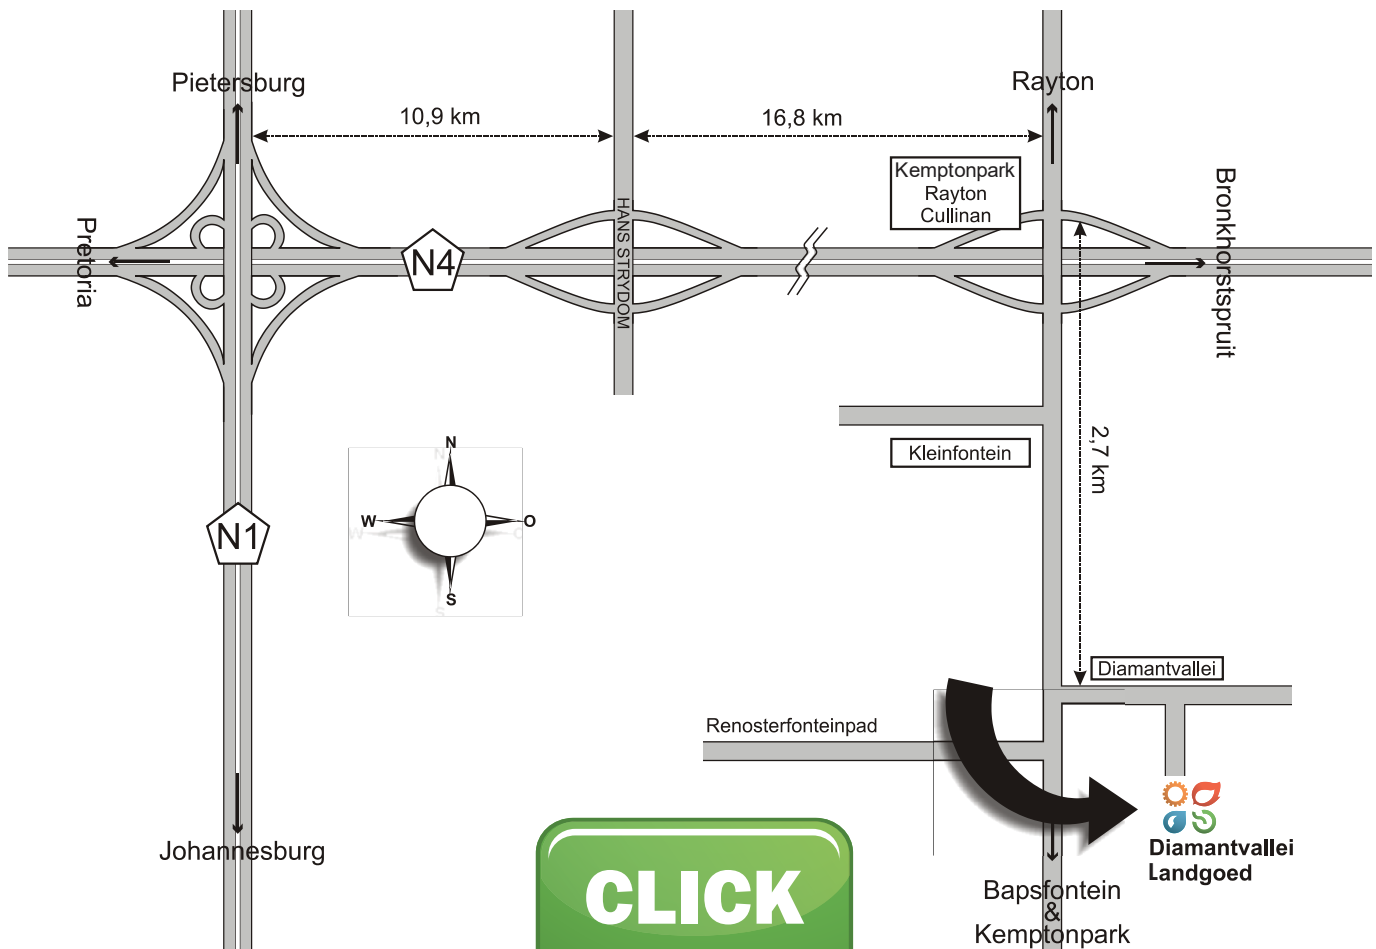 Pietersburg
Rayton
10,9 km
16,8 km
Kemptonpark
Rayton
Cullinan
Bronkhorstspruit
Pretoria
HANS STRYDOM
N4
2,7 km
Kleinfontein
N
W
O
S
N1
Diamantvallei
Renosterfonteinpad
Johannesburg
Diamantvallei
Landgoed
CLICK
Bapsfontein
&
Kemptonpark